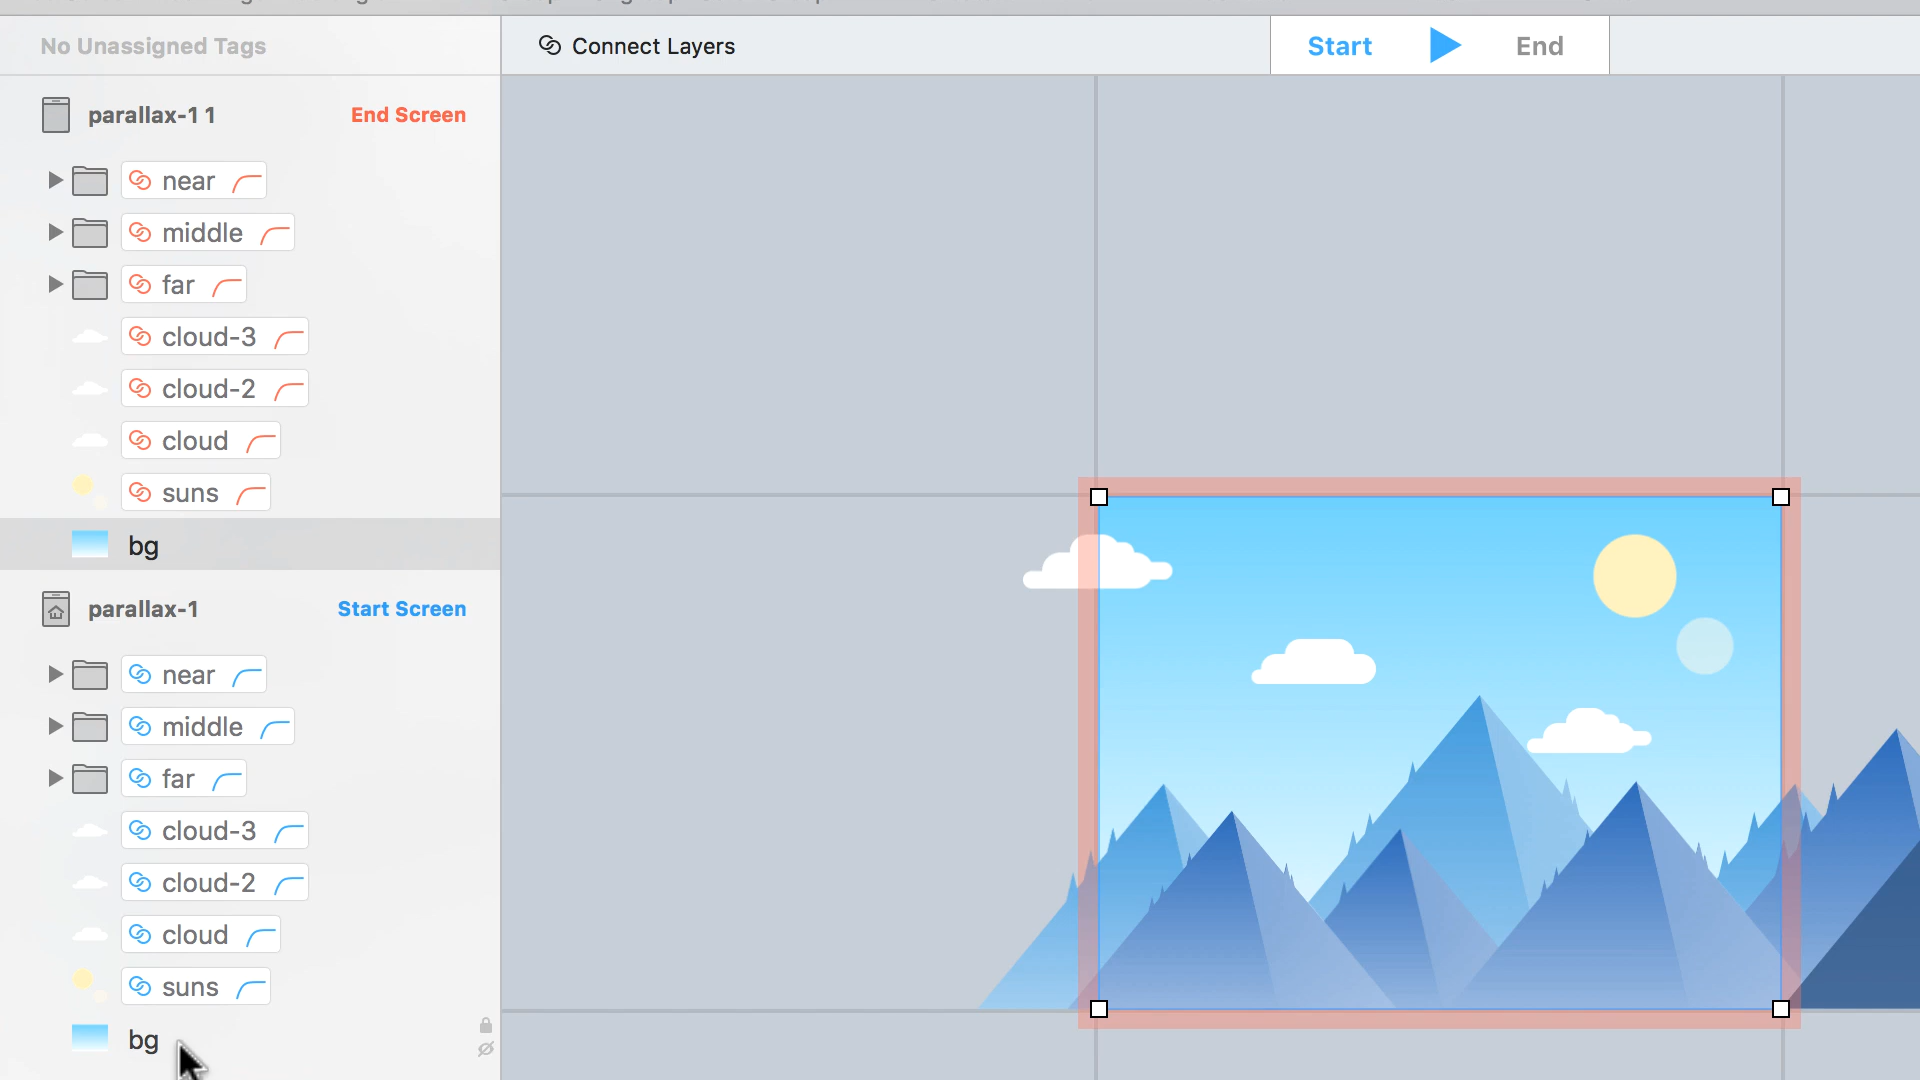 No Unassigned Tags
Connect Layers
Start
End
parallax-1 1
End Screen
near
middle
far
cloud-3
cloud-2
cloud
suns
bg
parallax-1
Start Screen
near
middle
far
cloud-3
cloud-2
cloud
suns
bg